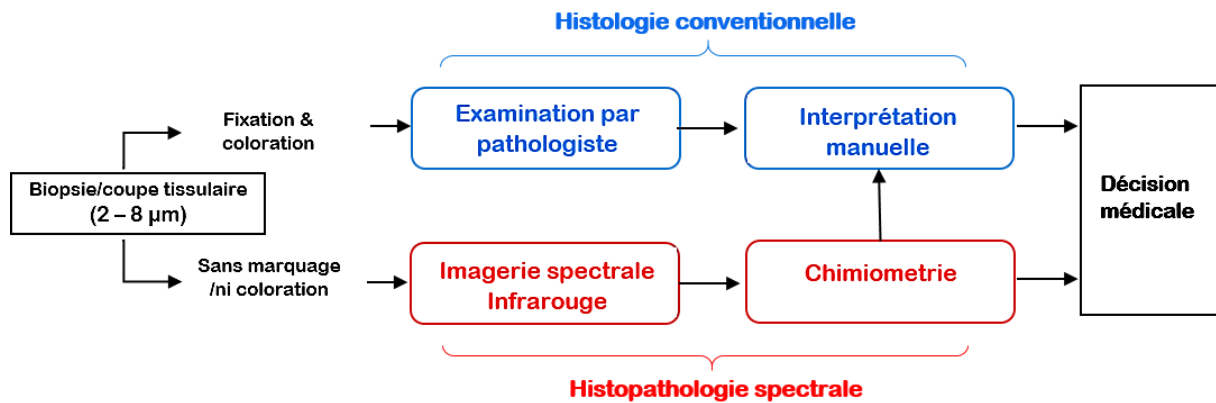 Histologie conventionnelle
Fixation &
coloration
Examination par
pathologiste
Interprétation
manuelle
Biopsie/coupe tissulaire
(2 – 8 µm)
Décision
médicale
Sans marquage
/ni coloration
Imagerie spectrale
Infrarouge
Chimiometrie
Histopathologie spectrale